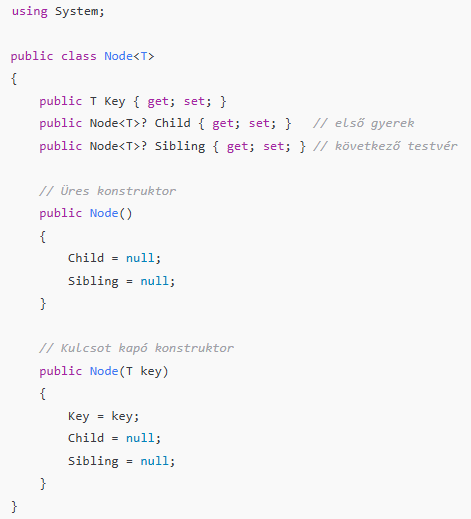 using System;
public class Node<T>
{
    public T Key { get; set; }
    public Node<T>? Child { get; set; }   // első gyerek
    public Node<T>? Sibling { get; set; } // következő testvér
    // Üres konstruktor
    public Node()
    {
        Child = null;
        Sibling = null;
    }
    // Kulcsot kapó konstruktor
    public Node(T key)
    {
        Key = key;
        Child = null;
        Sibling = null;
    }
}